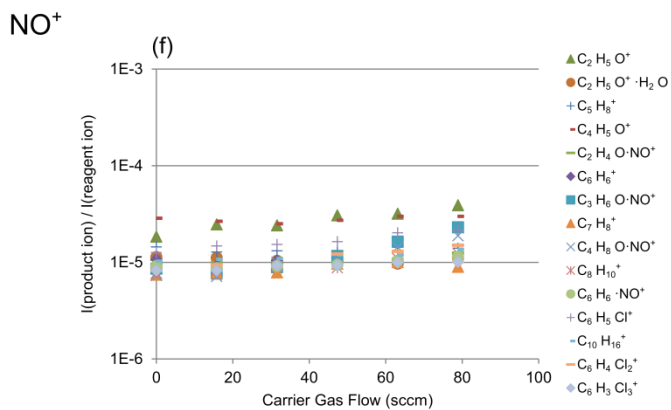 NO⁺
(f)
1E-3
1E-4
1E-5
1E-6
I(product ion) / I(reagent ion)
0 20 40 60 80 100
Carrier Gas Flow (sccm)
C₂ H₅ O⁺
C₂ H₅ O⁺ ·H₂ O
C₅ H₈⁺
C₄ H₅ O⁺
C₂ H₄ O·NO⁺
C₆ H₆⁺
C₃ H₆ O·NO⁺
C₇ H₈⁺
C₄ H₈ O·NO⁺
C₈ H₁₀⁺
C₆ H₆ ·NO⁺
C₆ H₅ Cl⁺
C₁₀ H₁₆⁺
C₆ H₄ Cl₂⁺
C₆ H₃ Cl₃⁺